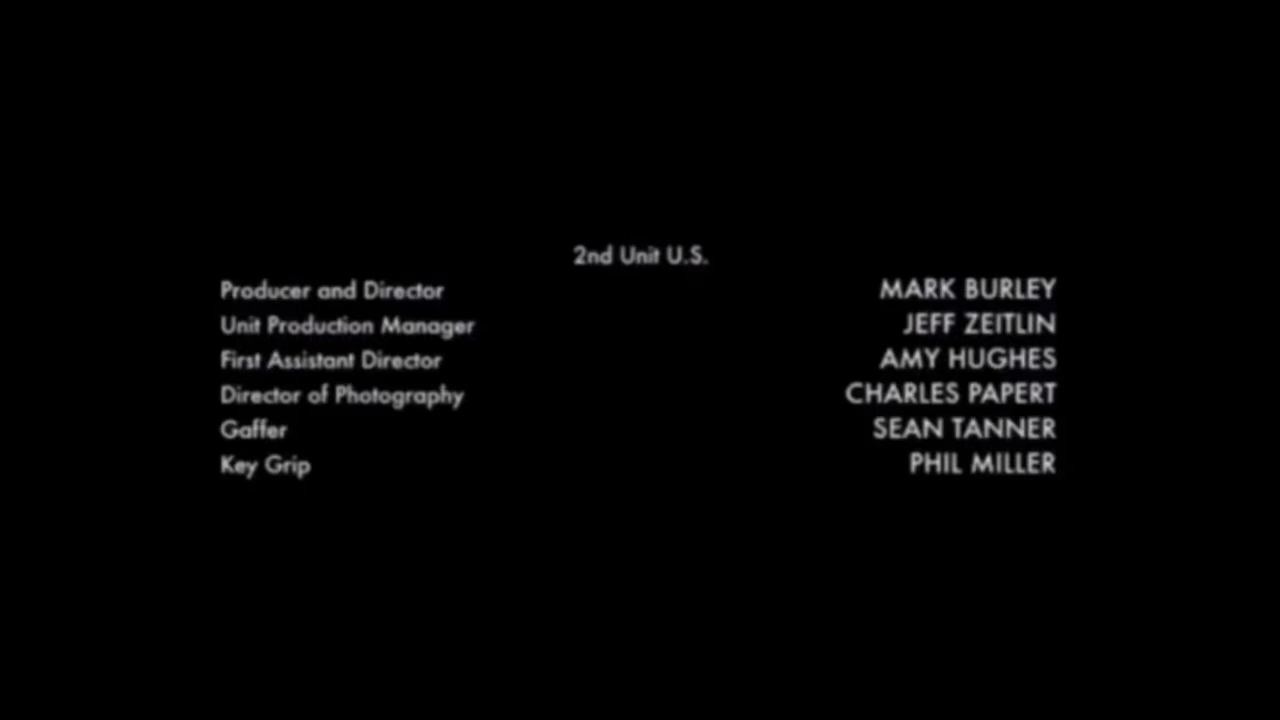 2nd Unit U.S.
Producer and Director MARK BURLEY
Unit Production Manager JEFF ZEITLIN
First Assistant Director AMY HUGHES
Director of Photography CHARLES PAPERT
Gaffer SEAN TANNER
Key Grip PHIL MILLER